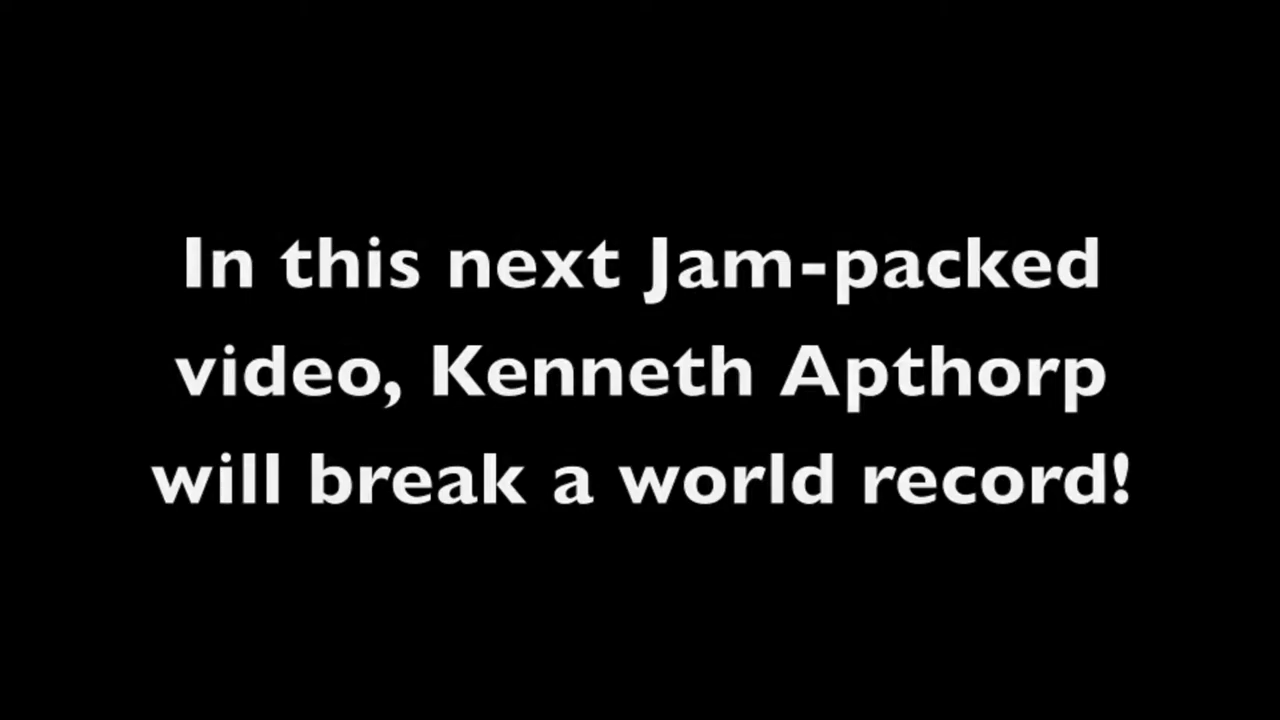 In this next Jam-packed
video, Kenneth Apthorp
will break a world record!